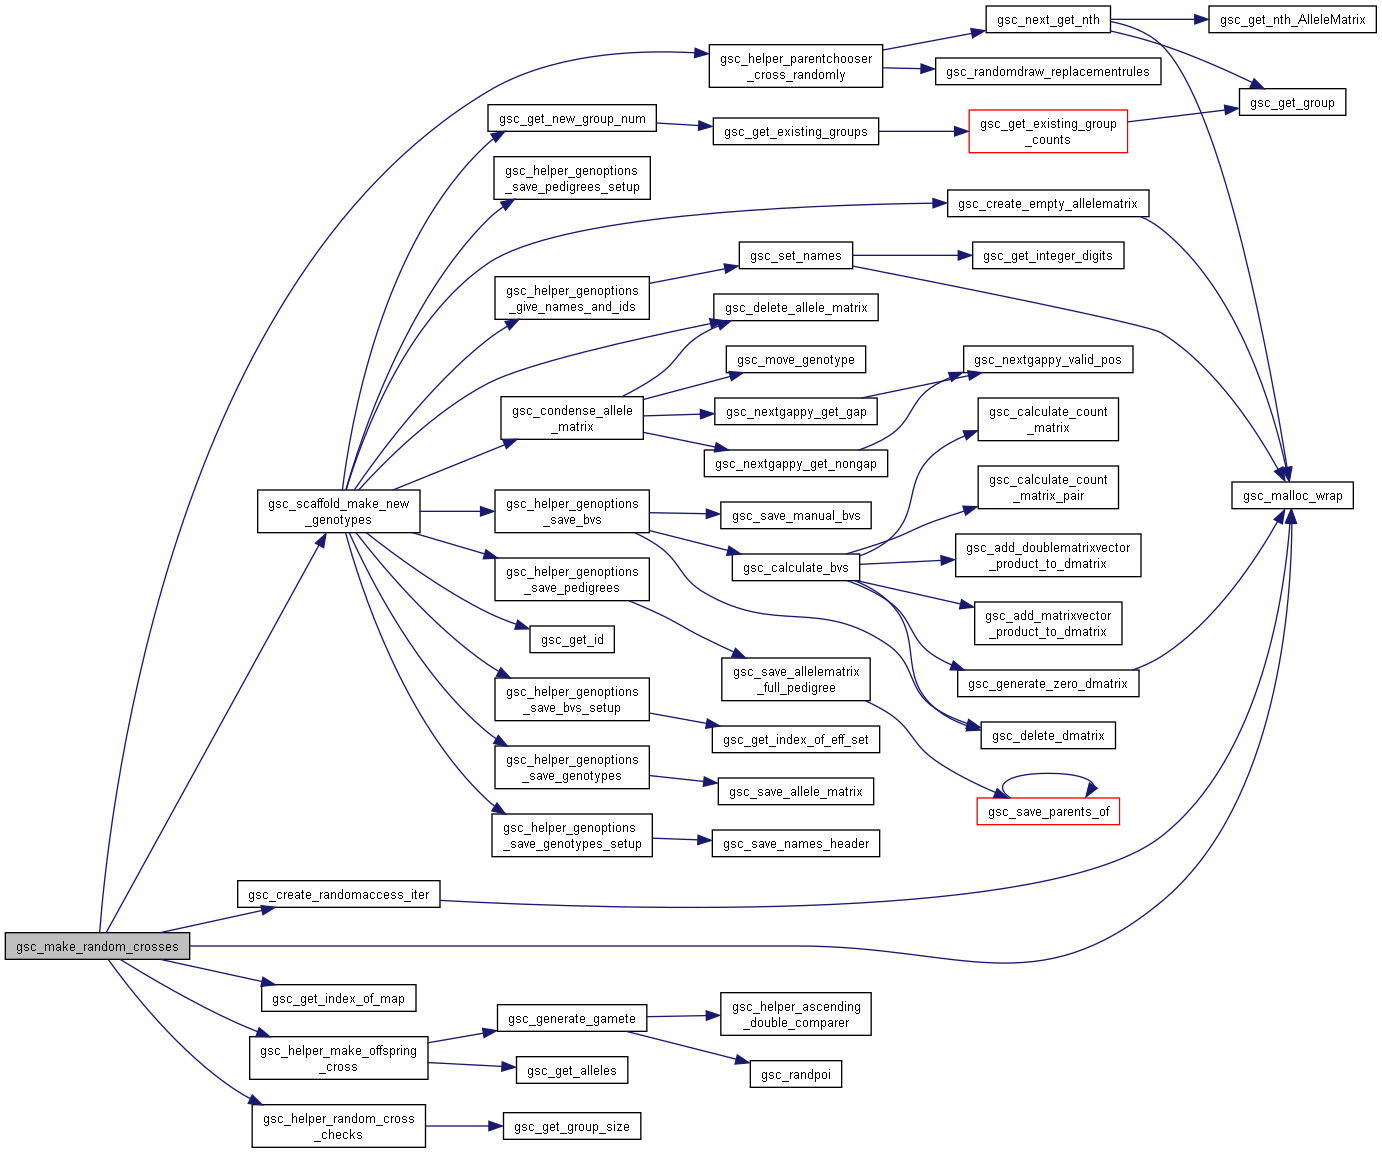 gsc_next_get_nth
gsc_get_nth_AlleleMatrix
gsc_helper_parentchooser
_cross_randomly
gsc_randomdraw_replacementrules
gsc_get_group
gsc_get_new_group_num
gsc_get_existing_groups
gsc_get_existing_group
_counts
gsc_helper_genoptions
_save_pedigrees_setup
gsc_create_empty_allelematrix
gsc_set_names
gsc_get_integer_digits
gsc_helper_genoptions
_give_names_and_ids
gsc_delete_allele_matrix
gsc_move_genotype
gsc_nextgappy_valid_pos
gsc_condense_allele
_matrix
gsc_nextgappy_get_gap
gsc_calculate_count
_matrix
gsc_nextgappy_get_nongap
gsc_calculate_count
_matrix_pair
gsc_malloc_wrap
gsc_scaffold_make_new
_genotypes
gsc_helper_genoptions
_save_bvs
gsc_save_manual_bvs
gsc_add_doublematrixvector
_product_to_dmatrix
gsc_calculate_bvs
gsc_helper_genoptions
_save_pedigrees
gsc_add_matrixvector
_product_to_dmatrix
gsc_get_id
gsc_save_allelematrix
_full_pedigree
gsc_generate_zero_dmatrix
gsc_helper_genoptions
_save_bvs_setup
gsc_get_index_of_eff_set
gsc_delete_dmatrix
gsc_helper_genoptions
_save_genotypes
gsc_save_allele_matrix
gsc_save_parents_of
gsc_helper_genoptions
_save_genotypes_setup
gsc_save_names_header
gsc_create_randomaccess_iter
gsc_make_random_crosses
gsc_get_index_of_map
gsc_generate_gamete
gsc_helper_ascending
_double_comparer
gsc_helper_make_offspring
_cross
gsc_get_alleles
gsc_randpoi
gsc_helper_random_cross
_checks
gsc_get_group_size